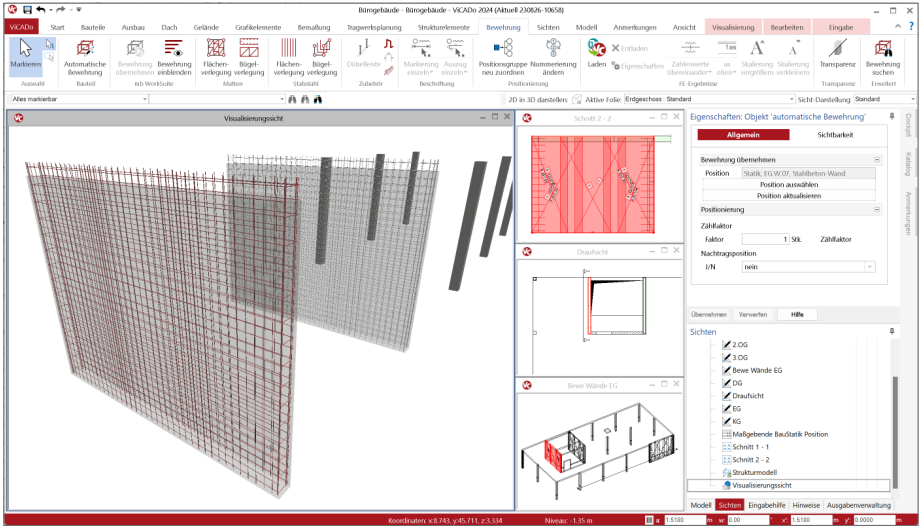 Bürogebäude - Bürogebäude - ViCADo 2024 (Aktuell 230826-10658)
ViCADo Start Bauteile Ausbau Dach Gelände Grafikelemente Bemaßung Tragwerksplanung Strukturelemente Bewehrung Sichten Modell Anmerkungen Ansicht Visualisierung Bearbeiten Eingabe
Markieren
Automatische Bewehrung
Bewehrung übernehmen
Bewehrung einblenden
Flächen- verlegung
Bügel- verlegung
Flächen- verlegung
Bügel- verlegung
Döbelleiste
Markierung einzeln
Auszug einzeln
Positionsgruppe neu zuordnen
Nummerierung ändern
Laden
Entladen
Eigenschaften
Zahlenwerte übereinander
as oben
Skalierung vergrößern
Skalierung verkleinern
Transparenz
Bewehrung suchen
Auswahl Bauteil mb WorkSuite Matten Stabstahl Zubehör Beschriftung Positionierung FE-Ergebnisse Transparenz Erweitert
Alles markierbar
2D in 3D darstellen: Aktive Folie: Erdgeschoss : Standard Sicht-Darstellung: Standard
Visualisierungssicht
Schnitt 2 - 2
Draufsicht
Bewe Wände EG
Eigenschaften: Objekt 'automatische Bewehrung'
Allgemein Sichtbarkeit
Bewehrung übernehmen
Position Statik, EG.W.07, Stahlbeton-Wand
Position auswählen
Position aktualisieren
Positionierung
Zählfaktor
Faktor 1 Stk. Zählfaktor
Nachtragsposition
J/N nein
Übernehmen Verwerfen Hilfe
Sichten
2.OG
3.OG
Bewe Wände EG
DG
Draufsicht
EG
KG
Maßgebende BauStatik Position
Schnitt 1 - 1
Schnitt 2 - 2
Strukturmodell
Visualisierungssicht
Modell Sichten Eingabehilfe Hinweise Ausgabenverwaltung
Cockpit
Katalog
Anmerkungen
Koordinaten: x:8.743, y:45.711, z:3.334 Niveau: -1.35 m a: 1.5180 m w: 0.00 ° x': 1.5180 m y': 0.0000 m